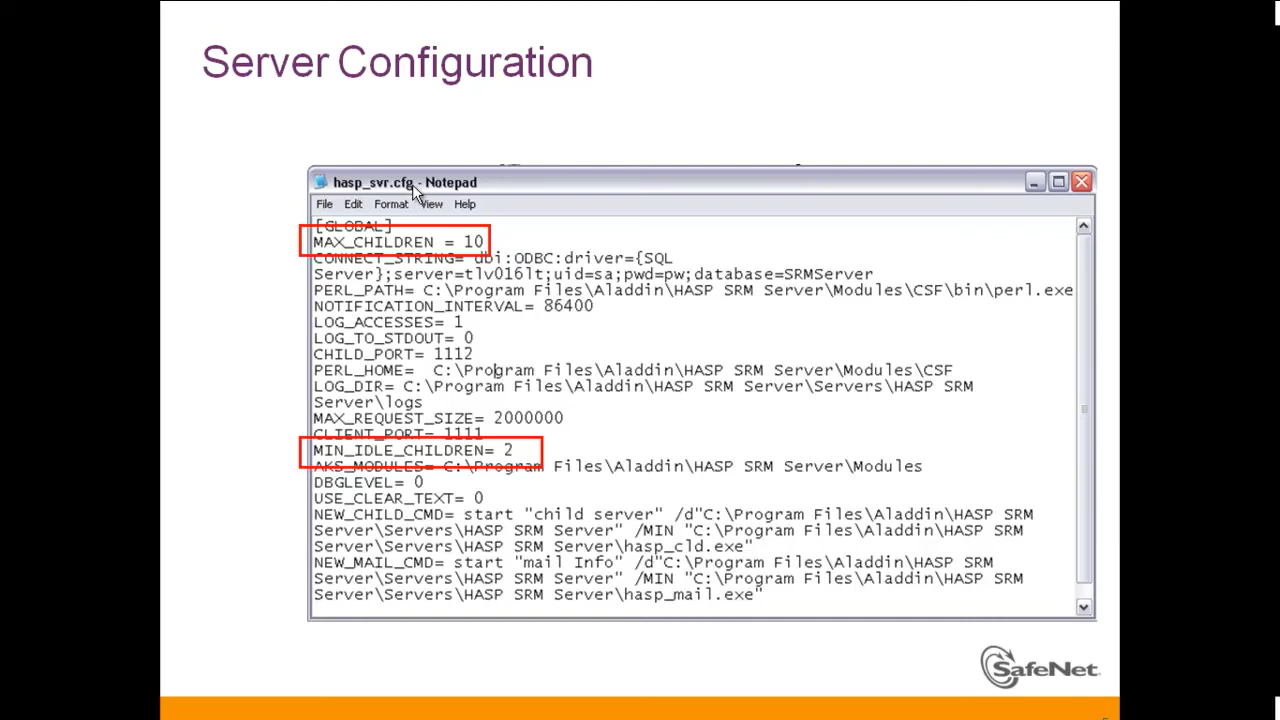 Server Configuration
hasp_svr.cfg - Notepad
File Edit Format View Help
[GLOBAL]
MAX_CHILDREN = 10
CONNECT_STRING= dbi:ODBC:driver={SQL
Server};server=tlv016lt;uid=sa;pwd=pw;database=SRMServer
PERL_PATH= C:\Program Files\Aladdin\HASP SRM Server\Modules\CSF\bin\perl.exe
NOTIFICATION_INTERVAL= 86400
LOG_ACCESSES= 1
LOG_TO_STDOUT= 0
CHILD_PORT= 1112
PERL_HOME=  C:\Program Files\Aladdin\HASP SRM Server\Modules\CSF
LOG_DIR= C:\Program Files\Aladdin\HASP SRM Server\Servers\HASP SRM
Server\logs
MAX_REQUEST_SIZE= 2000000
CLIENT_PORT= 1111
MIN_IDLE_CHILDREN= 2
AKS_MODULES= C:\Program Files\Aladdin\HASP SRM Server\Modules
DBGLEVEL= 0
USE_CLEAR_TEXT= 0
NEW_CHILD_CMD= start "child server" /d"C:\Program Files\Aladdin\HASP SRM
Server\Servers\HASP SRM Server" /MIN "C:\Program Files\Aladdin\HASP SRM
Server\Servers\HASP SRM Server\hasp_cld.exe"
NEW_MAIL_CMD= start "mail Info" /d"C:\Program Files\Aladdin\HASP SRM
Server\Servers\HASP SRM Server" /MIN "C:\Program Files\Aladdin\HASP SRM
Server\Servers\HASP SRM Server\hasp_mail.exe"
SafeNet